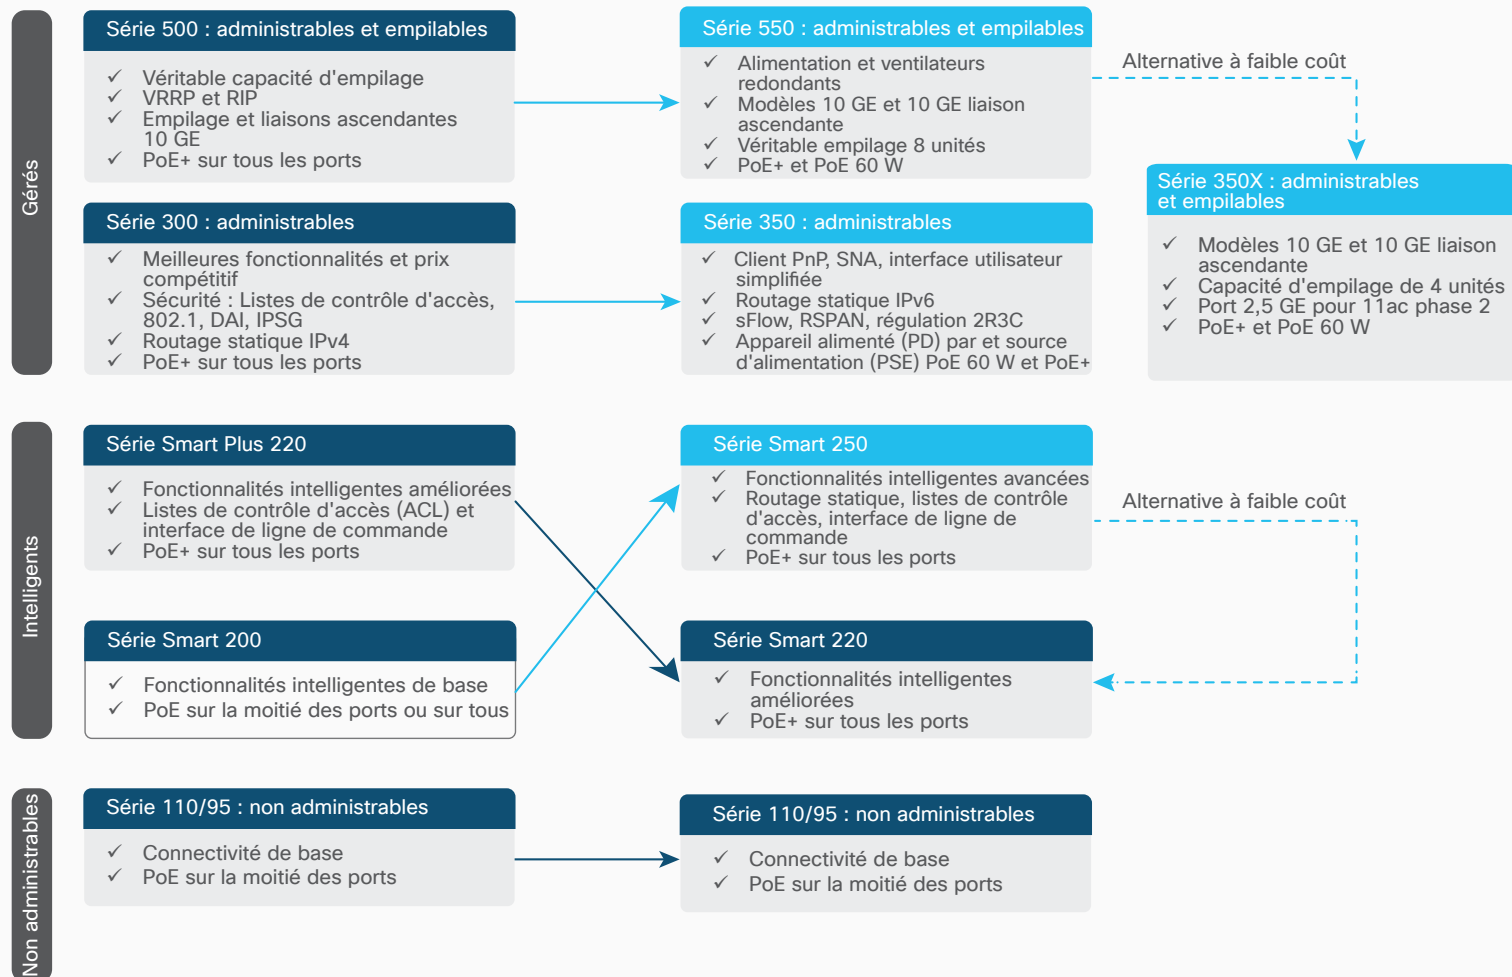 Gérés
Série 500 : administrables et empilables
✓ Véritable capacité d'empilage
✓ VRRP et RIP
✓ Empilage et liaisons ascendantes
10 GE
✓ PoE+ sur tous les ports
Série 550 : administrables et empilables
✓ Alimentation et ventilateurs
redondants
✓ Modèles 10 GE et 10 GE liaison
ascendante
✓ Véritable empilage 8 unités
✓ PoE+ et PoE 60 W
Alternative à faible coût
Série 350X : administrables
et empilables
✓ Modèles 10 GE et 10 GE liaison
ascendante
✓ Capacité d'empilage de 4 unités
✓ Port 2,5 GE pour 11ac phase 2
✓ PoE+ et PoE 60 W
Série 300 : administrables
✓ Meilleures fonctionnalités et prix
compétitif
✓ Sécurité : Listes de contrôle d'accès,
802.1, DAI, IPSG
✓ Routage statique IPv4
✓ PoE+ sur tous les ports
Série 350 : administrables
✓ Client PnP, SNA, interface utilisateur
simplifiée
✓ Routage statique IPv6
✓ sFlow, RSPAN, régulation 2R3C
✓ Appareil alimenté (PD) par et source
d'alimentation (PSE) PoE 60 W et PoE+
Intelligents
Série Smart Plus 220
✓ Fonctionnalités intelligentes améliorées
✓ Listes de contrôle d'accès (ACL) et
interface de ligne de commande
✓ PoE+ sur tous les ports
Série Smart 250
✓ Fonctionnalités intelligentes avancées
✓ Routage statique, listes de contrôle
d'accès, interface de ligne de
commande
✓ PoE+ sur tous les ports
Alternative à faible coût
Série Smart 200
✓ Fonctionnalités intelligentes de base
✓ PoE sur la moitié des ports ou sur tous
Série Smart 220
✓ Fonctionnalités intelligentes
améliorées
✓ PoE+ sur tous les ports
Non administrables
Série 110/95 : non administrables
✓ Connectivité de base
✓ PoE sur la moitié des ports
Série 110/95 : non administrables
✓ Connectivité de base
✓ PoE sur la moitié des ports